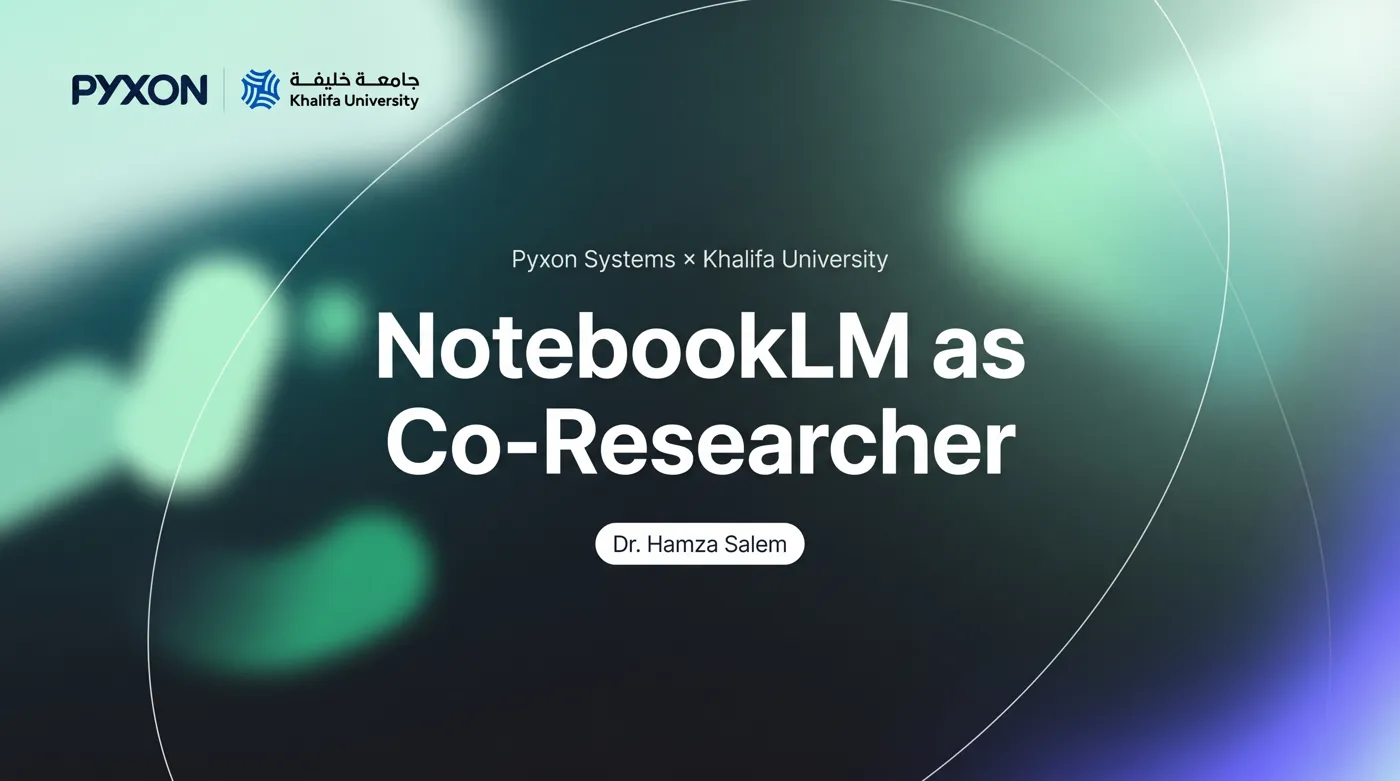 PYXON
جامعة خليفة
Khalifa University
Pyxon Systems × Khalifa University
NotebookLM as
Co-Researcher
Dr. Hamza Salem